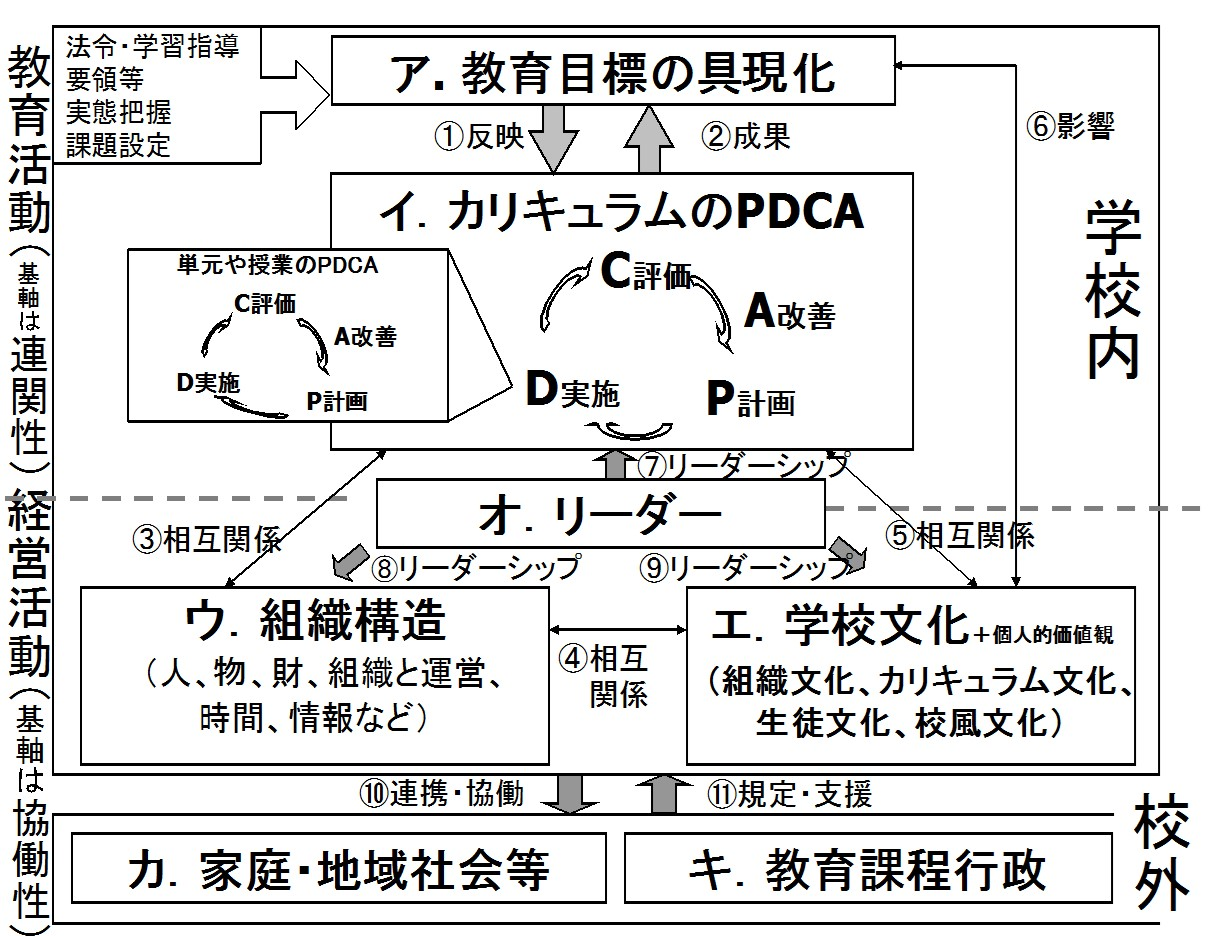 教育活動（基軸は連関性）
法令・学習指導
要領等
実態把握
課題設定
ア．教育目標の具現化
①反映
②成果
⑥影響
学校内
イ．カリキュラムのPDCA
C評価
A改善
D実施
P計画
単元や授業のPDCA
C評価
A改善
D実施
P計画
⑦リーダーシップ
オ．リーダー
経営活動（基軸は協働性）
③相互関係
⑧リーダーシップ
⑨リーダーシップ
⑤相互関係
ウ．組織構造
（人、物、財、組織と運営、
時間、情報など）
④相互
関係
エ．学校文化＋個人的価値観
（組織文化、カリキュラム文化、
生徒文化、校風文化）
⑩連携・協働
⑪規定・支援
校外
カ．家庭・地域社会等
キ．教育課程行政